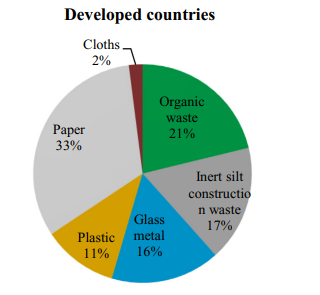 Developed countries
Cloths
2%
Organic
waste
21%
Paper
33%
Inert silt
constructio
n waste
17%
Glass
metal
16%
Plastic
11%